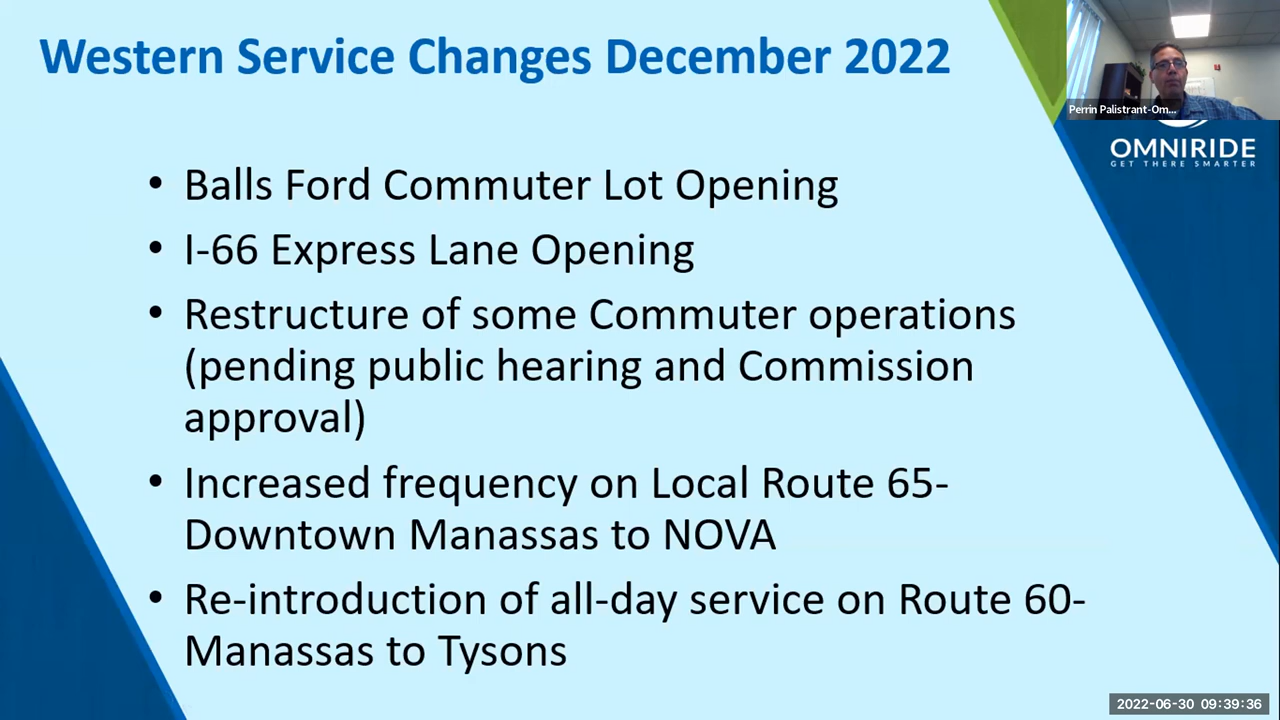 Western Service Changes December 2022
Perrin Palistrant-Om...
OMNIRIDE
GET THERE SMARTER
• Balls Ford Commuter Lot Opening
• I-66 Express Lane Opening
• Restructure of some Commuter operations
(pending public hearing and Commission
approval)
• Increased frequency on Local Route 65-
Downtown Manassas to NOVA
• Re-introduction of all-day service on Route 60-
Manassas to Tysons
2022-06-30 09:39:36